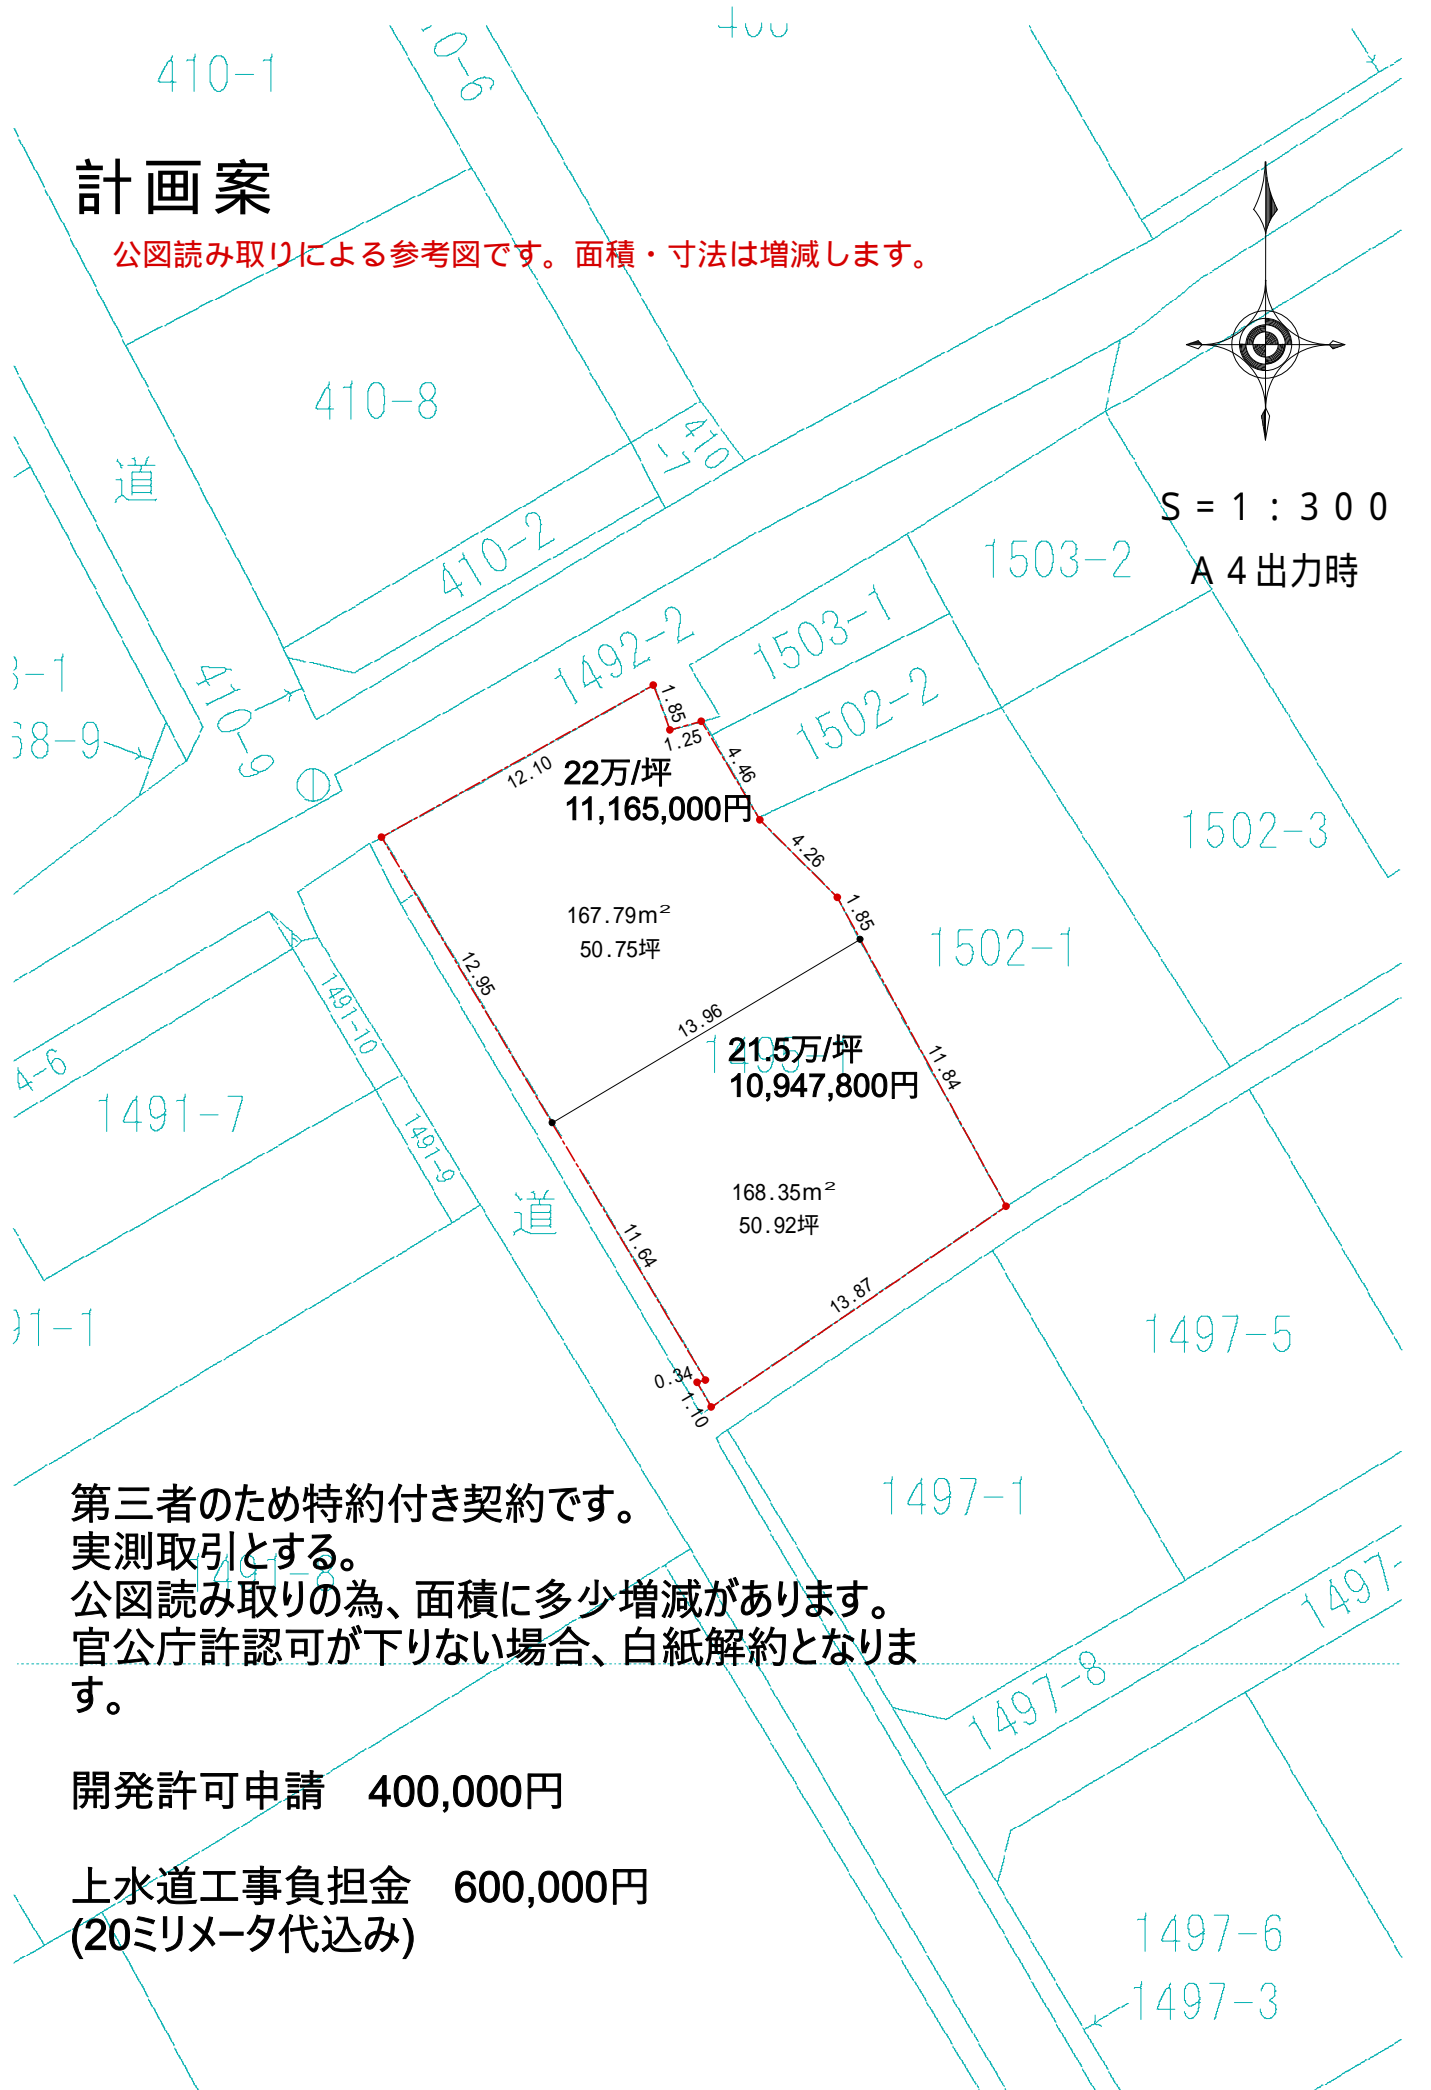 410-1
計画案
公図読み取りによる参考図です。面積・寸法は増減します。
410-8
道
410
-7
410-2
S＝1：300
A4出力時
1503-2
1503-1
1492-2
1502-2
410-9
1502-3
1.85
1.25
4.46
12.10
22万/坪
11,165,000円
4.26
1.85
167.79m²
50.75坪
1502-1
12.95
13.96
1491-10
21.5万/坪
10,947,800円
11.84
4-6
1491-7
1491-9
168.35m²
50.92坪
道
11.64
13.87
91-1
1497-5
0.34
1.10
1497-1
第三者のため特約付き契約です。
実測取引とする。
1491-8
公図読み取りの為、面積に多少増減があります。
官公庁許認可が下りない場合、白紙解約となりま
す。
1497-
1497-8
開発許可申請　400,000円
上水道工事負担金　600,000円
(20ミリメータ代込み)
1497-6
1497-3